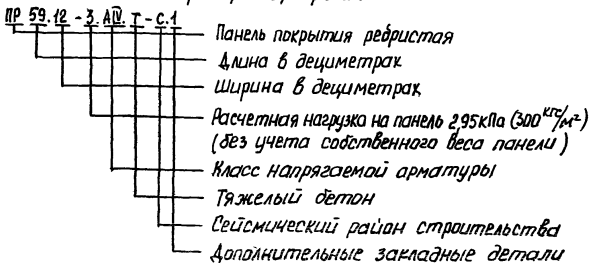 ПР 59.12-3.АIV.Т-С.1
Панель покрытия ребристая
Длина в дециметрах
Ширина в дециметрах
Расчетная нагрузка на панель 2,95кПа (300 кгс/м²)
(без учета собственного веса панели)
Класс напрягаемой арматуры
Тяжелый бетон
Сейсмический район строительства
Дополнительные закладные детали